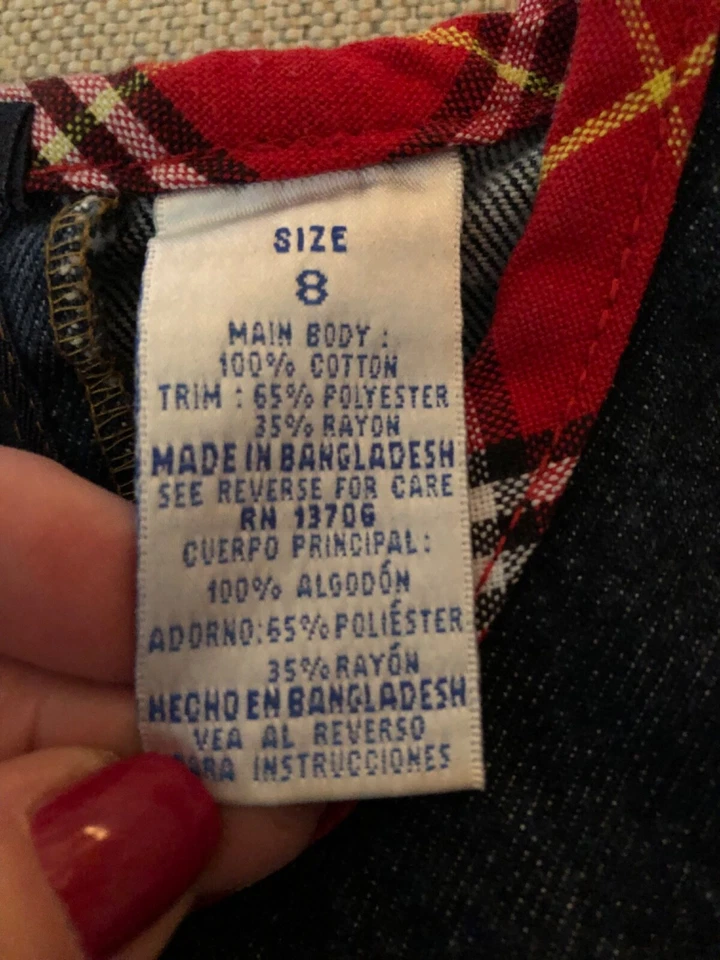 SIZE
8
MAIN BODY :
100% COTTON
TRIM : 65% POLYESTER
35% RAYON
MADE IN BANGLADESH
SEE REVERSE FOR CARE
RN 13706
CUERPO PRINCIPAL:
100% ALGODÓN
ADORNO: 65% POLIÉSTER
35% RAYÓN
HECHO EN BANGLADESH
VEA AL REVERSO
PARA INSTRUCCIONES